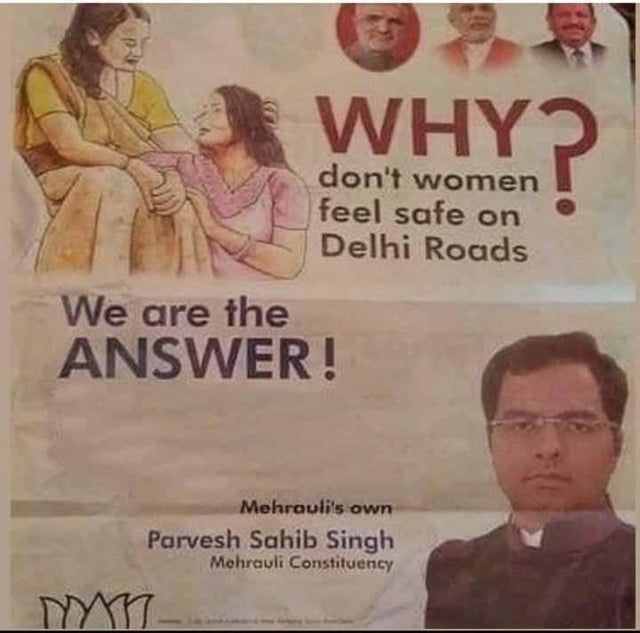 WHY?
don't women
feel safe on
Delhi Roads
We are the
ANSWER!
Mehrauli's own
Parvesh Sahib Singh
Mehrauli Constituency